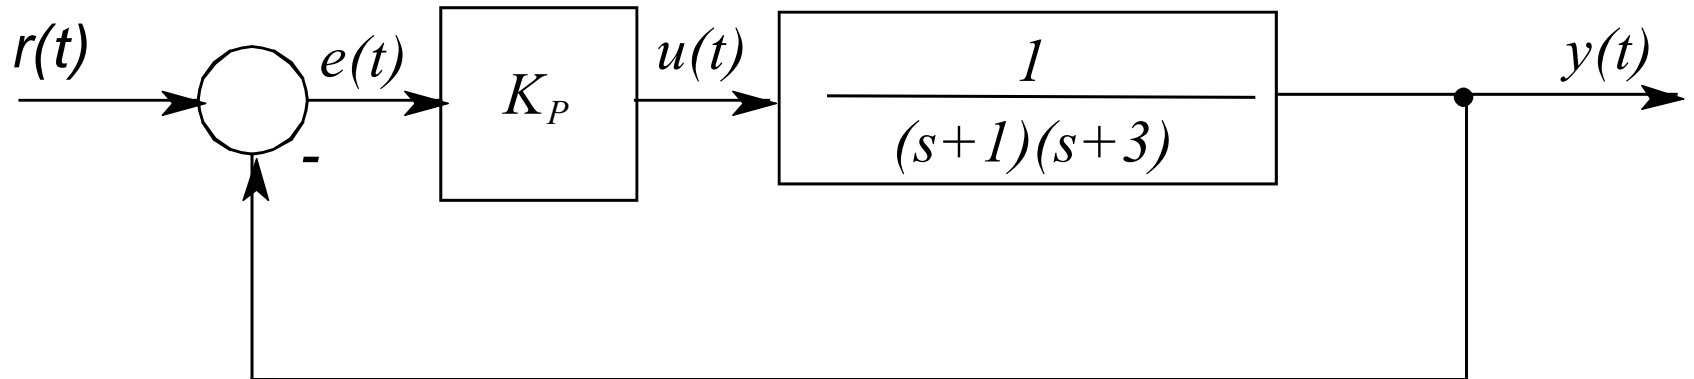 r(t)
e(t)
K_P
u(t)
1
(s+1)(s+3)
y(t)
-